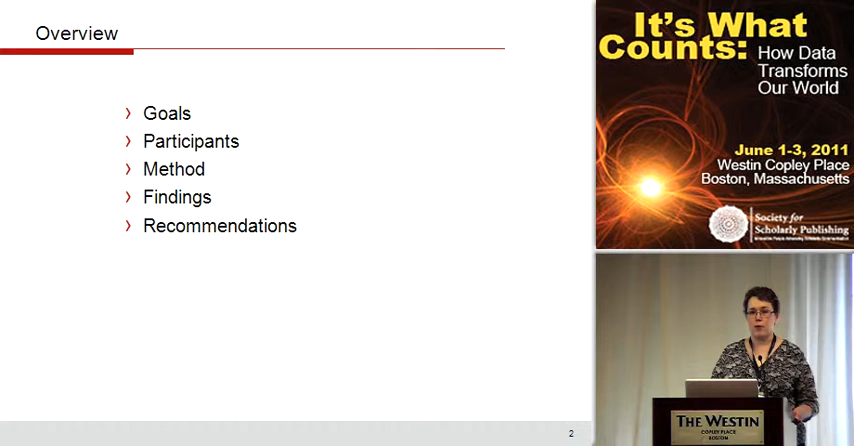 Overview
› Goals
› Participants
› Method
› Findings
› Recommendations
2
It's What
Counts:
How Data
Transforms
Our World
June 1-3, 2011
Westin Copley Place
Boston, Massachusetts
Society for
Scholarly Publishing
THE WESTIN
COPLEY PLACE
BOSTON